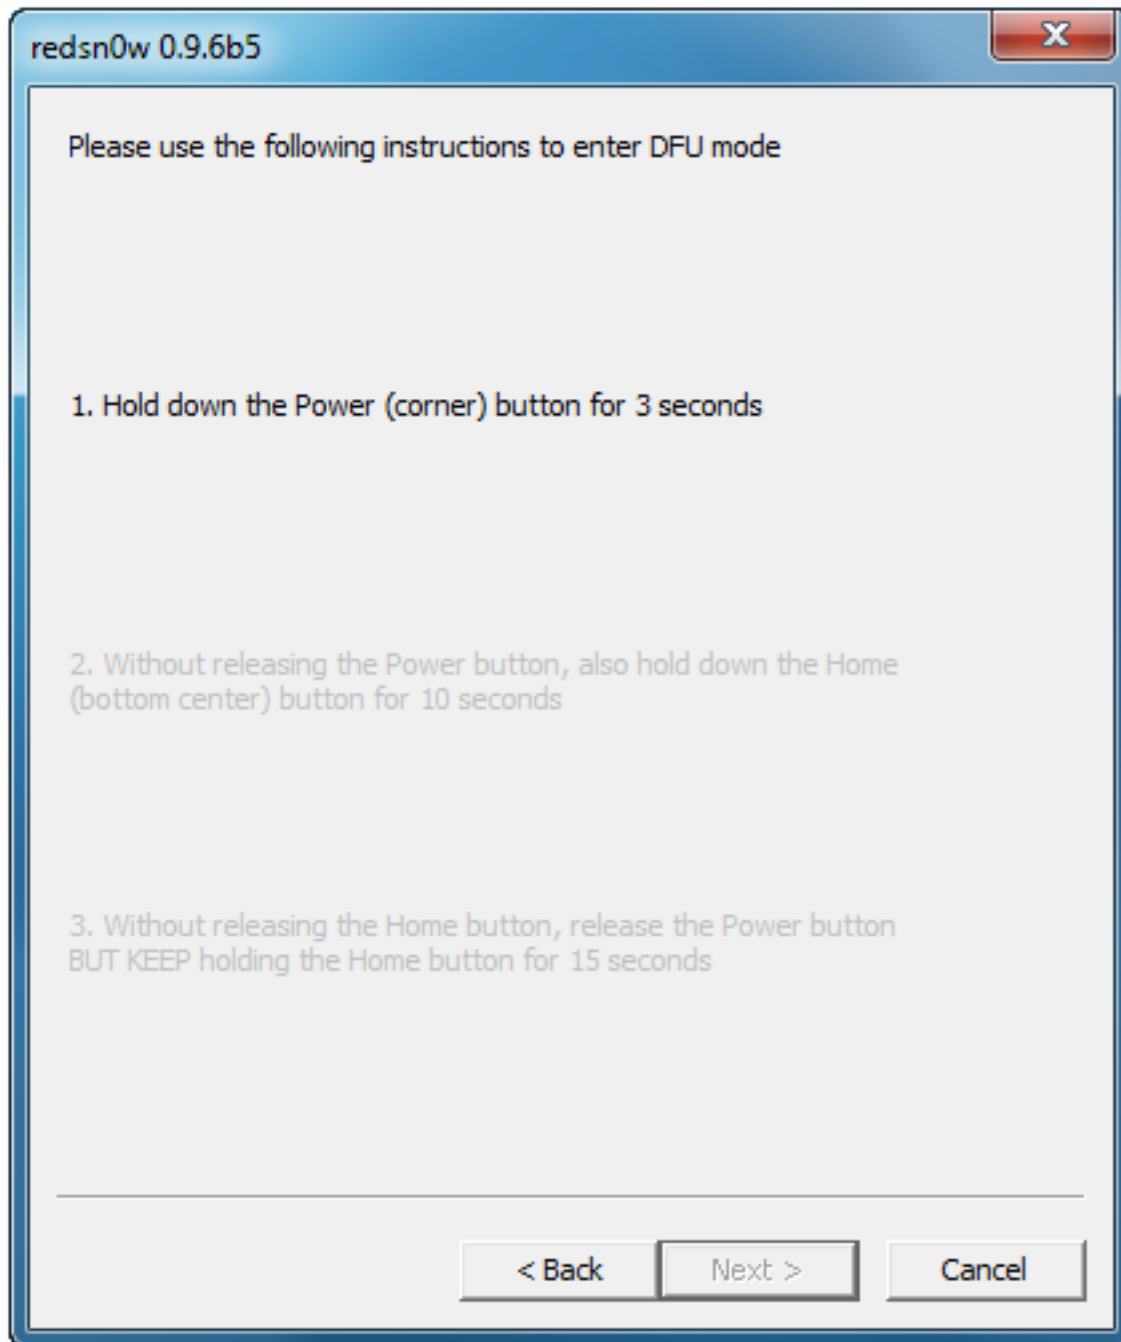 redsn0w 0.9.6b5
Please use the following instructions to enter DFU mode
1. Hold down the Power (corner) button for 3 seconds
2. Without releasing the Power button, also hold down the Home
(bottom center) button for 10 seconds
3. Without releasing the Home button, release the Power button
BUT KEEP holding the Home button for 15 seconds
< Back Next > Cancel